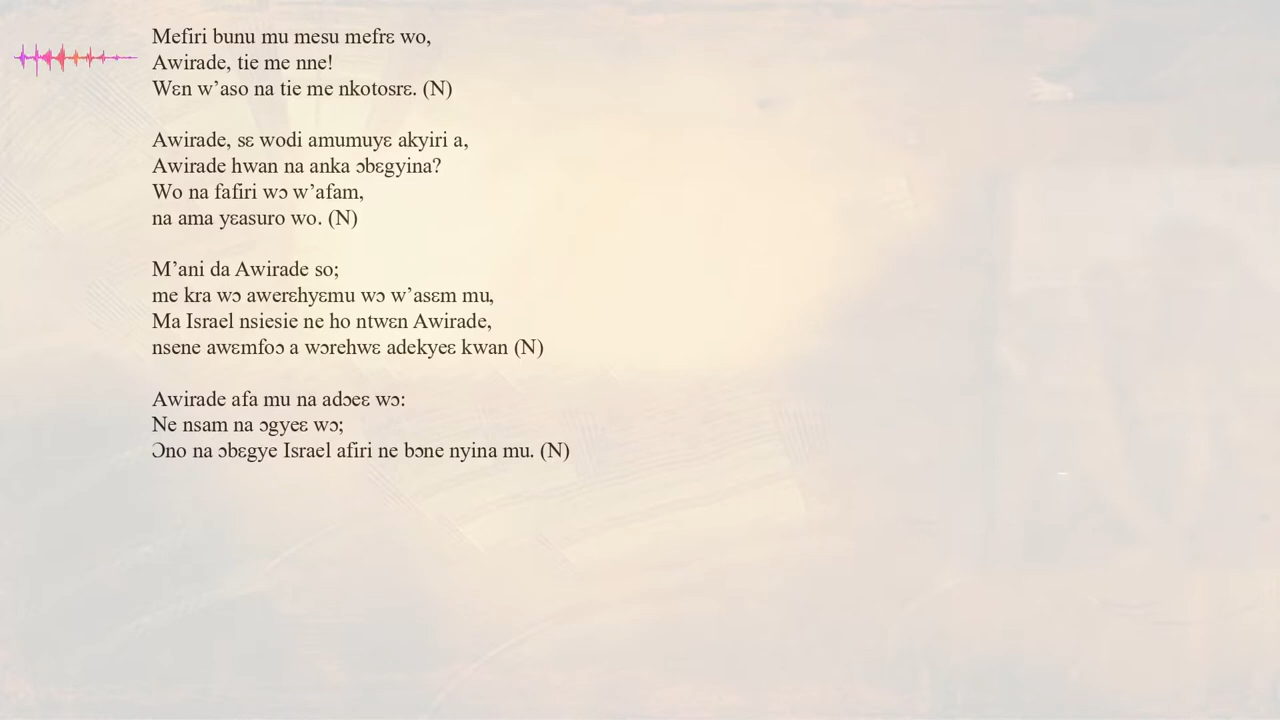 Mefiri bunu mu mesu mefrɛ wo,
Awirade, tie me nne!
Wɛn w’aso na tie me nkotosrɛ. (N)
Awirade, sɛ wodi amumuyɛ akyiri a,
Awirade hwan na anka ɔbɛgyina?
Wo na fafiri wɔ w’afam,
na ama yɛasuro wo. (N)
M’ani da Awirade so;
me kra wɔ awerɛhyɛmu wɔ w’asɛm mu,
Ma Israel nsiesie ne ho ntwɛn Awirade,
nsene awɛmfoɔ a wɔrehwɛ adekyeɛ kwan (N)
Awirade afa mu na adɔeɛ wɔ:
Ne nsam na ɔgyeɛ wɔ;
Ɔno na ɔbɛgye Israel afiri ne bɔne nyina mu. (N)